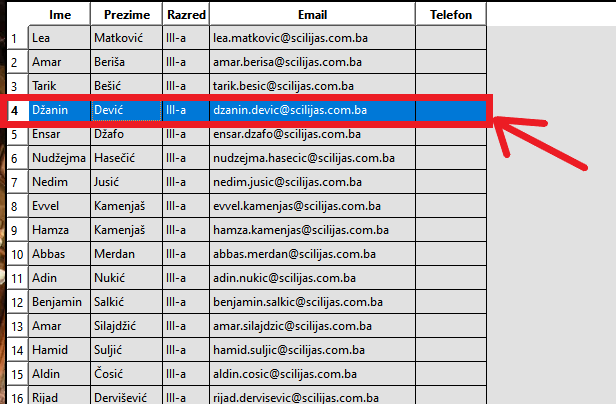 Ime Prezime Razred Email Telefon
1 Lea Matković III-a lea.matkovic@scilijas.com.ba
2 Amar Beriša III-a amar.berisa@scilijas.com.ba
3 Tarik Bešić III-a tarik.besic@scilijas.com.ba
4 Džanin Dević III-a dzanin.devic@scilijas.com.ba
5 Ensar Džafo III-a ensar.dzafo@scilijas.com.ba
6 Nudžejma Hasečić III-a nudzejma.hasecic@scilijas.com.ba
7 Nedim Jusić III-a nedim.jusic@scilijas.com.ba
8 Evvel Kamenjaš III-a evvel.kamenjas@scilijas.com.ba
9 Hamza Kamenjaš III-a hamza.kamenjas@scilijas.com.ba
10 Abbas Merdan III-a abbas.merdan@scilijas.com.ba
11 Adin Nukić III-a adin.nukic@scilijas.com.ba
12 Benjamin Salkić III-a benjamin.salkic@scilijas.com.ba
13 Amar Silajdžić III-a amar.silajdzic@scilijas.com.ba
14 Hamid Suljić III-a hamid.suljic@scilijas.com.ba
15 Aldin Ćosić III-a aldin.cosic@scilijas.com.ba
16 Rijad Dervišević III-a rijad.dervisevic@scilijas.com.ba